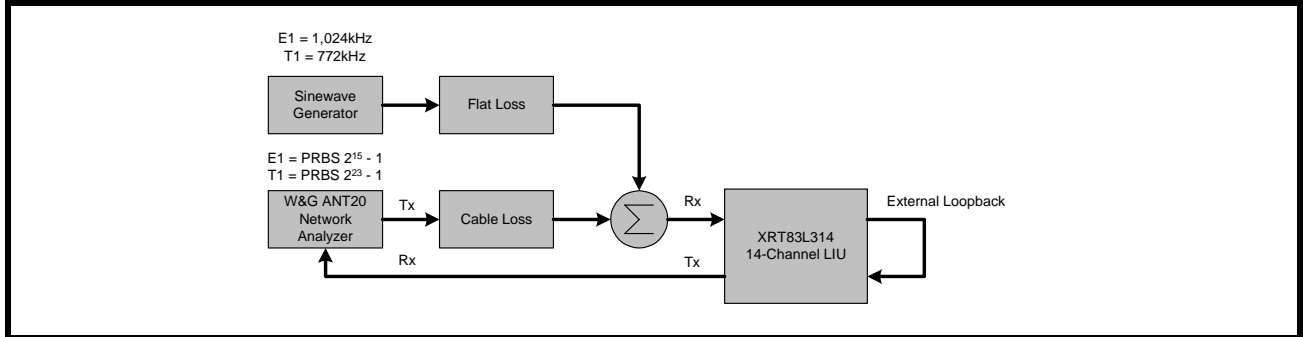 E1 = 1,024kHz
T1 = 772kHz
Sinewave
Generator
Flat Loss
E1 = PRBS 2¹⁵ - 1
T1 = PRBS 2²³ - 1
W&G ANT20
Network
Analyzer
Tx
Cable Loss
Σ
Rx
XRT83L314
14-Channel LIU
External Loopback
Rx
Tx